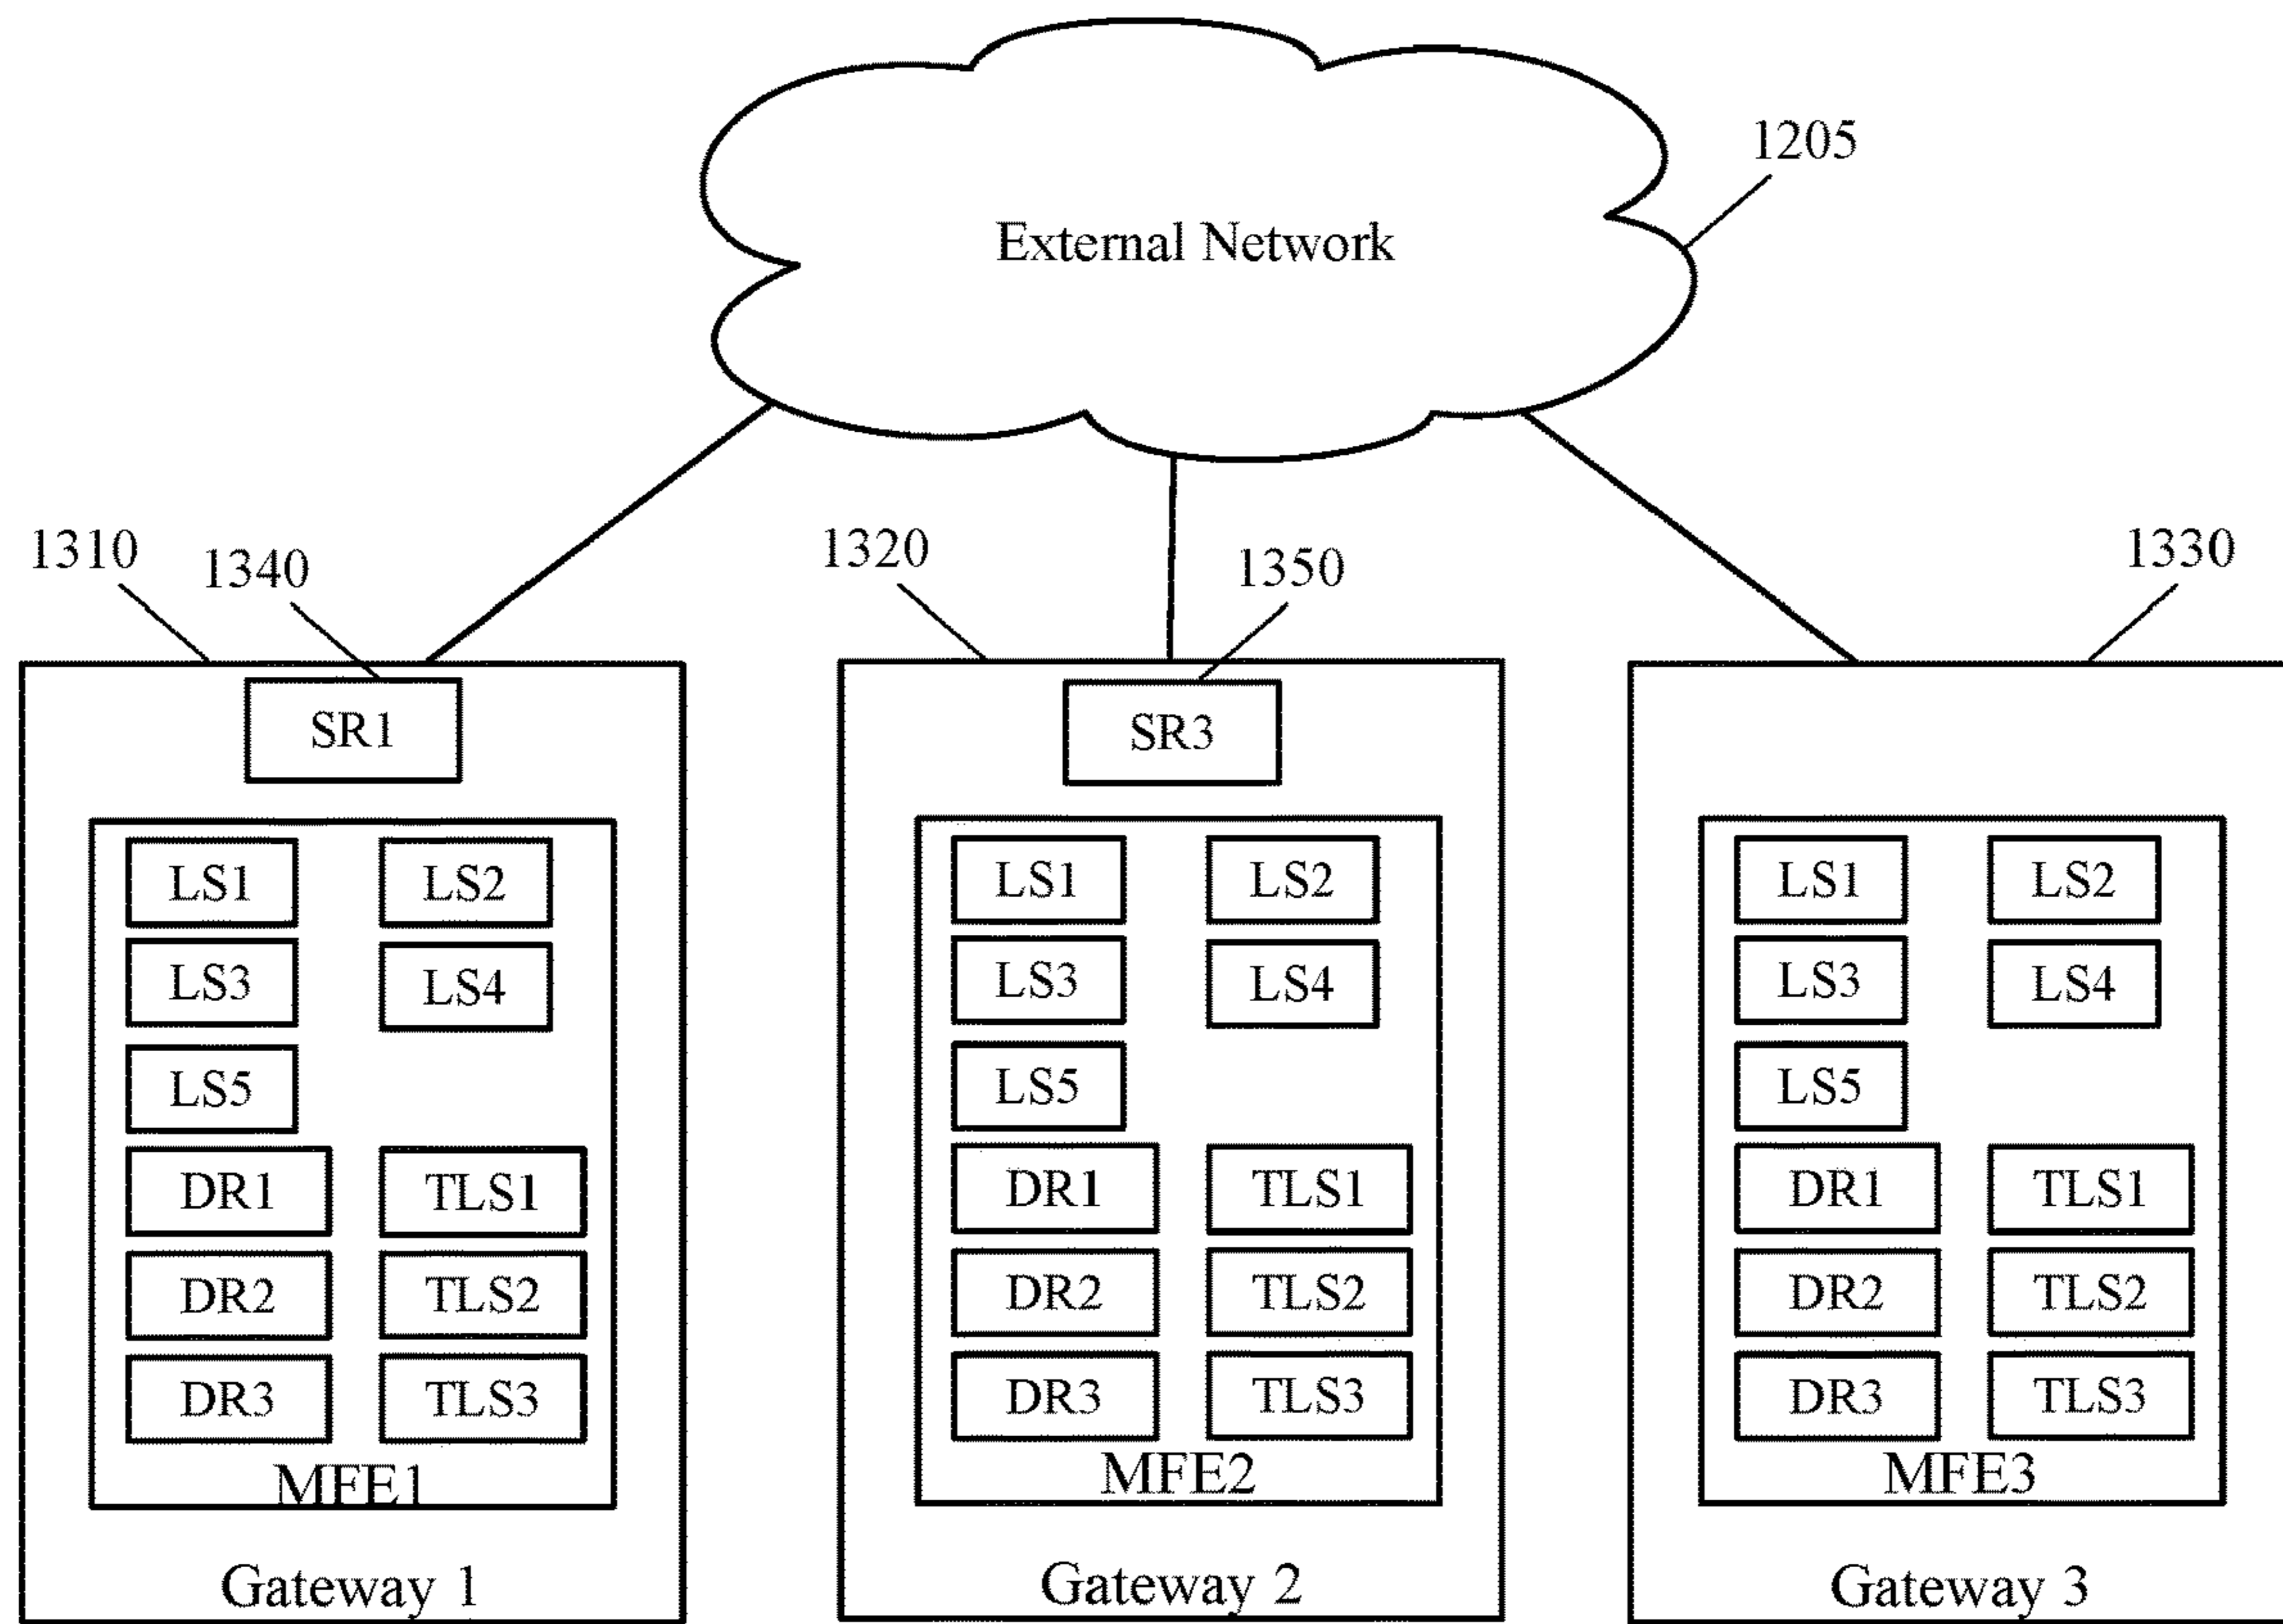 1205
External Network
1310
1340
1320
1350
1330
SR1
SR3
LS1 LS2
LS3 LS4
LS5
DR1 TLS1
DR2 TLS2
DR3 TLS3
MFE1
Gateway 1
LS1 LS2
LS3 LS4
LS5
DR1 TLS1
DR2 TLS2
DR3 TLS3
MFE2
Gateway 2
LS1 LS2
LS3 LS4
LS5
DR1 TLS1
DR2 TLS2
DR3 TLS3
MFE3
Gateway 3